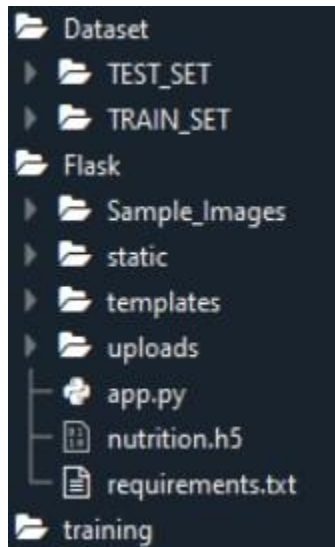 Dataset
TEST_SET
TRAIN_SET
Flask
Sample_Images
static
templates
uploads
app.py
nutrition.h5
requirements.txt
training